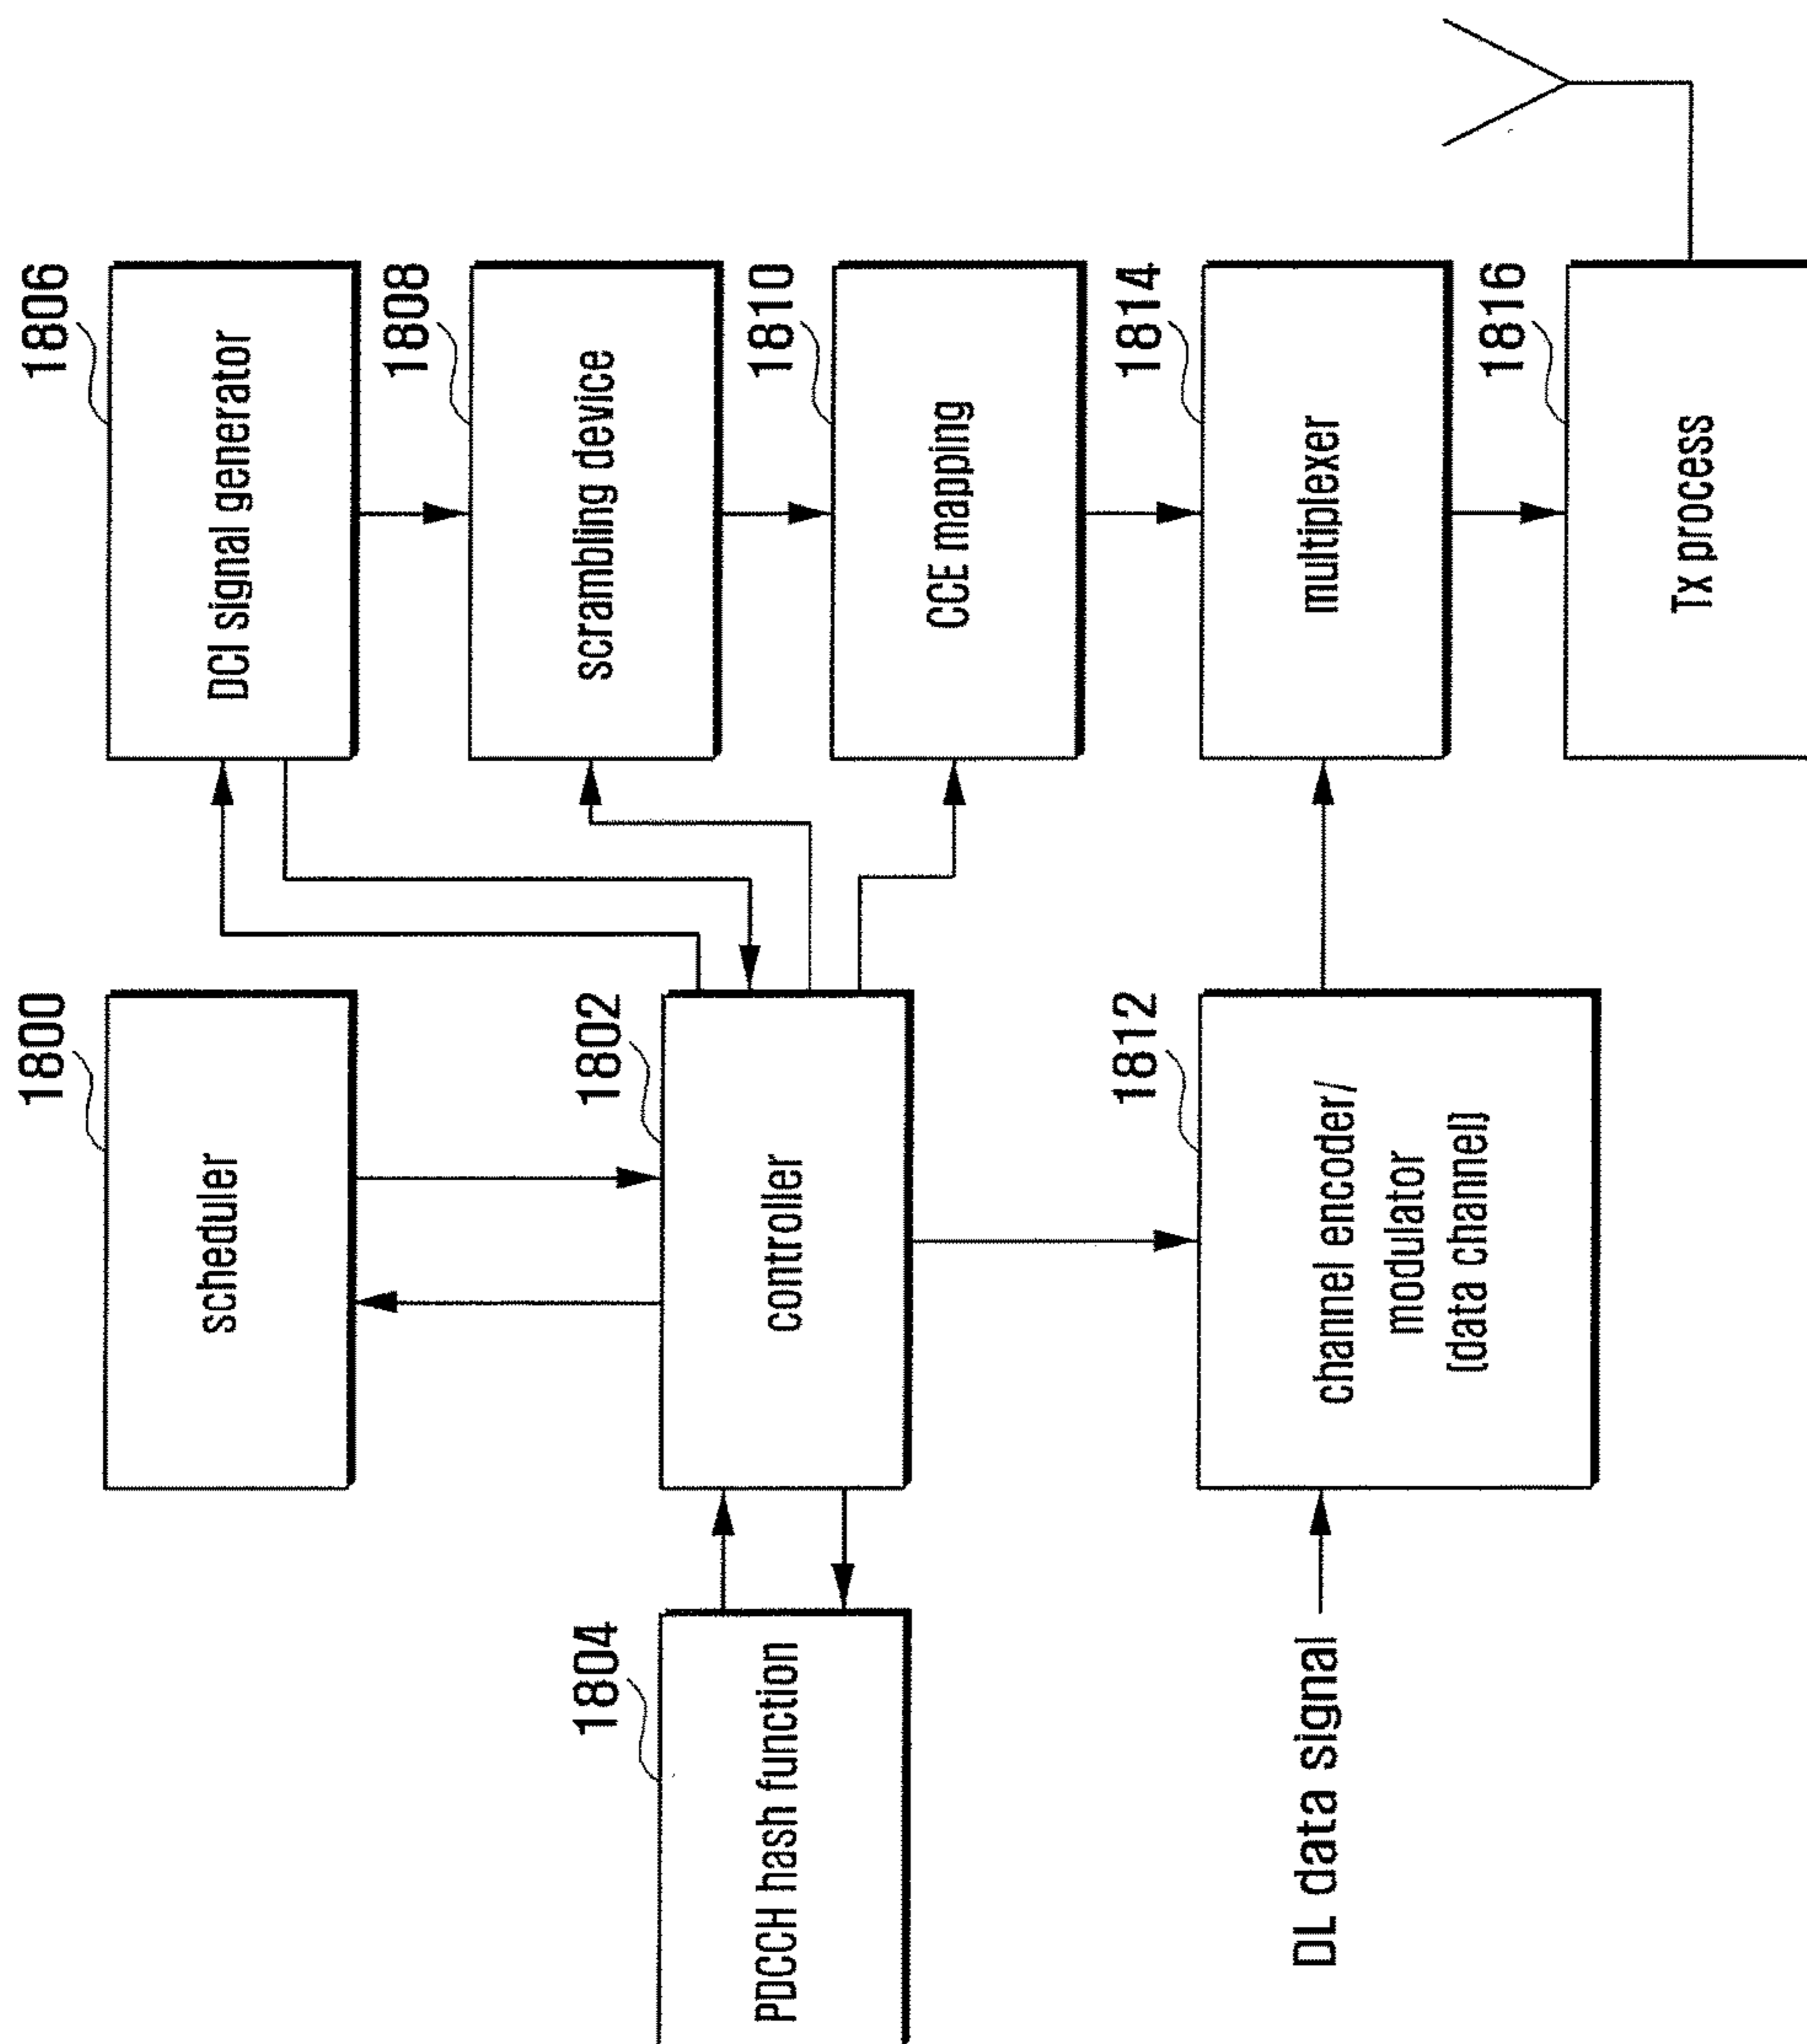 1806
DCI signal generator
1808
scrambling device
1810
CCE mapping
1814
multiplexer
1816
Tx process
1800
scheduler
1802
controller
1812
channel encoder/
modulator
(data channel)
1804
PDCCH hash function
DL data signal